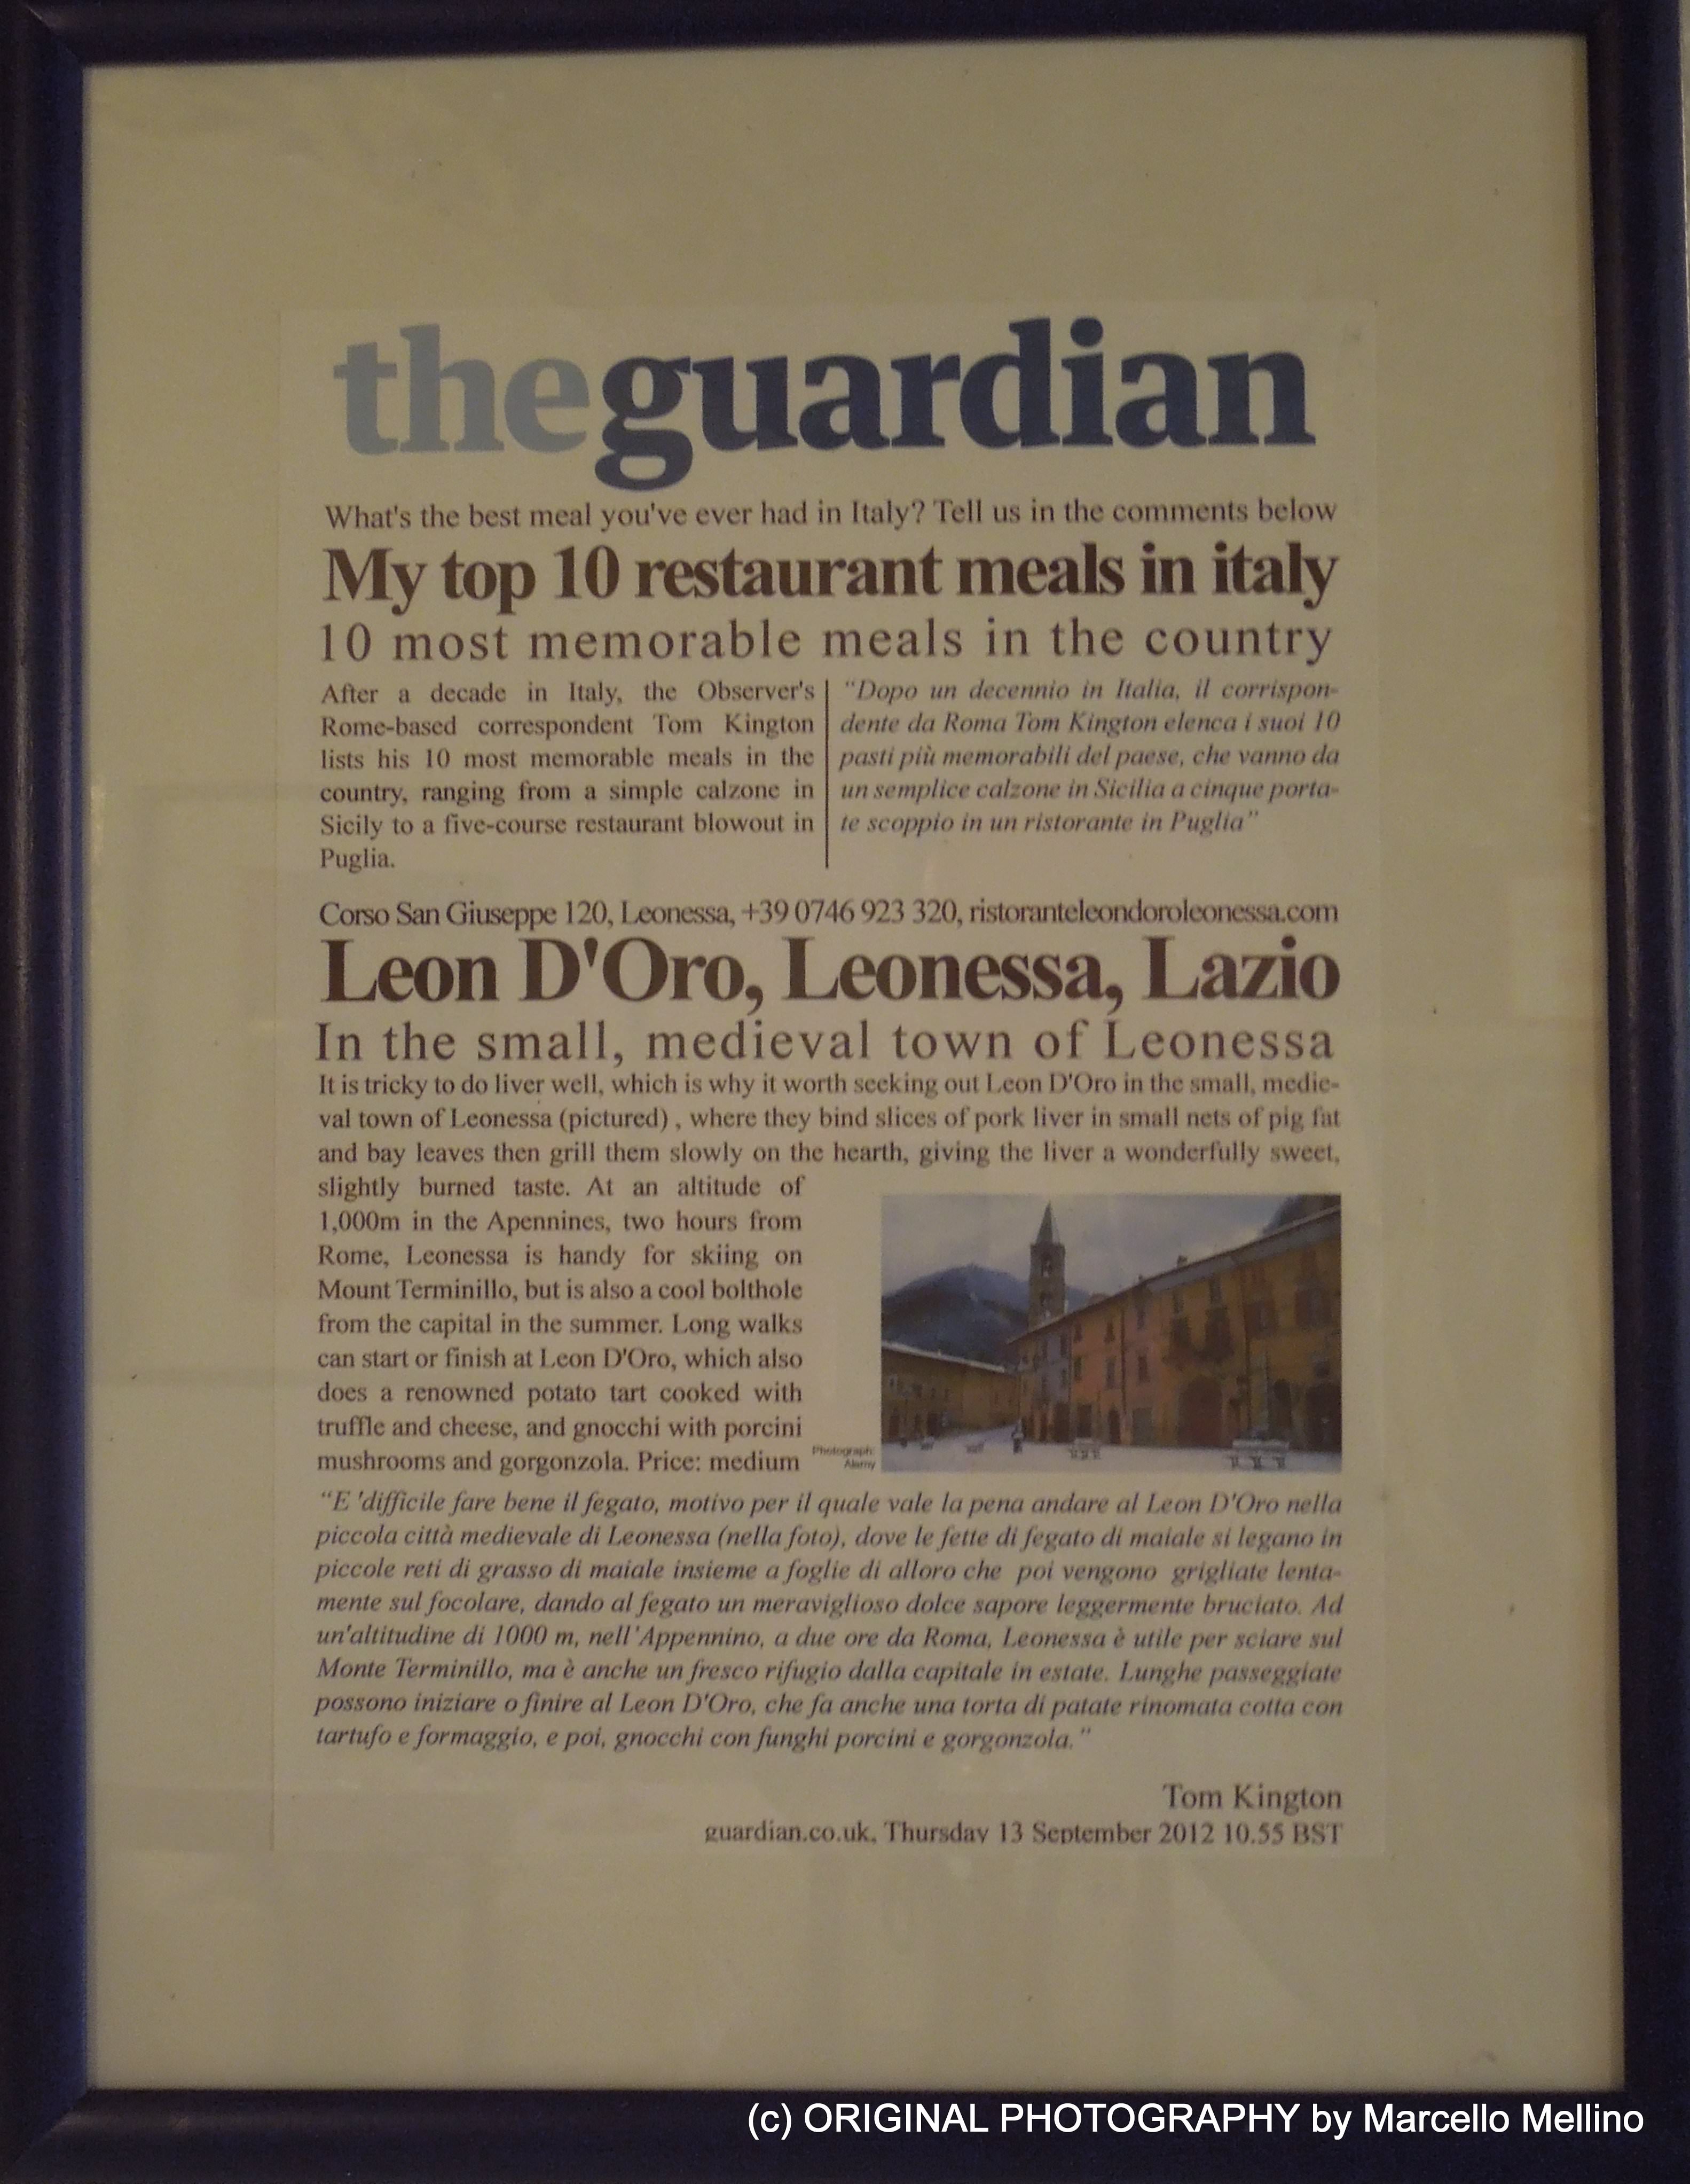 theguardian
What's the best meal you've ever had in Italy? Tell us in the comments below
My top 10 restaurant meals in italy
10 most memorable meals in the country
After a decade in Italy, the Observer's
Rome-based correspondent Tom Kington
lists his 10 most memorable meals in the
country, ranging from a simple calzone in
Sicily to a five-course restaurant blowout in
Puglia.
"Dopo un decennio in Italia, il corrispon-
dente da Roma Tom Kington elenca i suoi 10
pasti più memorabili del paese, che vanno da
un semplice calzone in Sicilia a cinque porta-
te scoppio in un ristorante in Puglia"
Corso San Giuseppe 120, Leonessa, +39 0746 923 320, ristoranteleondoroleonessa.com
Leon D'Oro, Leonessa, Lazio
In the small, medieval town of Leonessa
It is tricky to do liver well, which is why it worth seeking out Leon D'Oro in the small, medie-
val town of Leonessa (pictured) , where they bind slices of pork liver in small nets of pig fat
and bay leaves then grill them slowly on the hearth, giving the liver a wonderfully sweet,
slightly burned taste. At an altitude of
1,000m in the Apennines, two hours from
Rome, Leonessa is handy for skiing on
Mount Terminillo, but is also a cool bolthole
from the capital in the summer. Long walks
can start or finish at Leon D'Oro, which also
does a renowned potato tart cooked with
truffle and cheese, and gnocchi with porcini
mushrooms and gorgonzola. Price: medium
Photograph:
Alamy
"E 'difficile fare bene il fegato, motivo per il quale vale la pena andare al Leon D'Oro nella
piccola città medievale di Leonessa (nella foto), dove le fette di fegato di maiale si legano in
piccole reti di grasso di maiale insieme a foglie di alloro che poi vengono grigliate lenta-
mente sul focolare, dando al fegato un meraviglioso dolce sapore leggermente bruciato. Ad
un'altitudine di 1000 m, nell'Appennino, a due ore da Roma, Leonessa è utile per sciare sul
Monte Terminillo, ma è anche un fresco rifugio dalla capitale in estate. Lunghe passeggiate
possono iniziare o finire al Leon D'Oro, che fa anche una torta di patate rinomata cotta con
tartufo e formaggio, e poi, gnocchi con funghi porcini e gorgonzola."
Tom Kington
guardian.co.uk, Thursday 13 September 2012 10.55 BST
(c) ORIGINAL PHOTOGRAPHY by Marcello Mellino